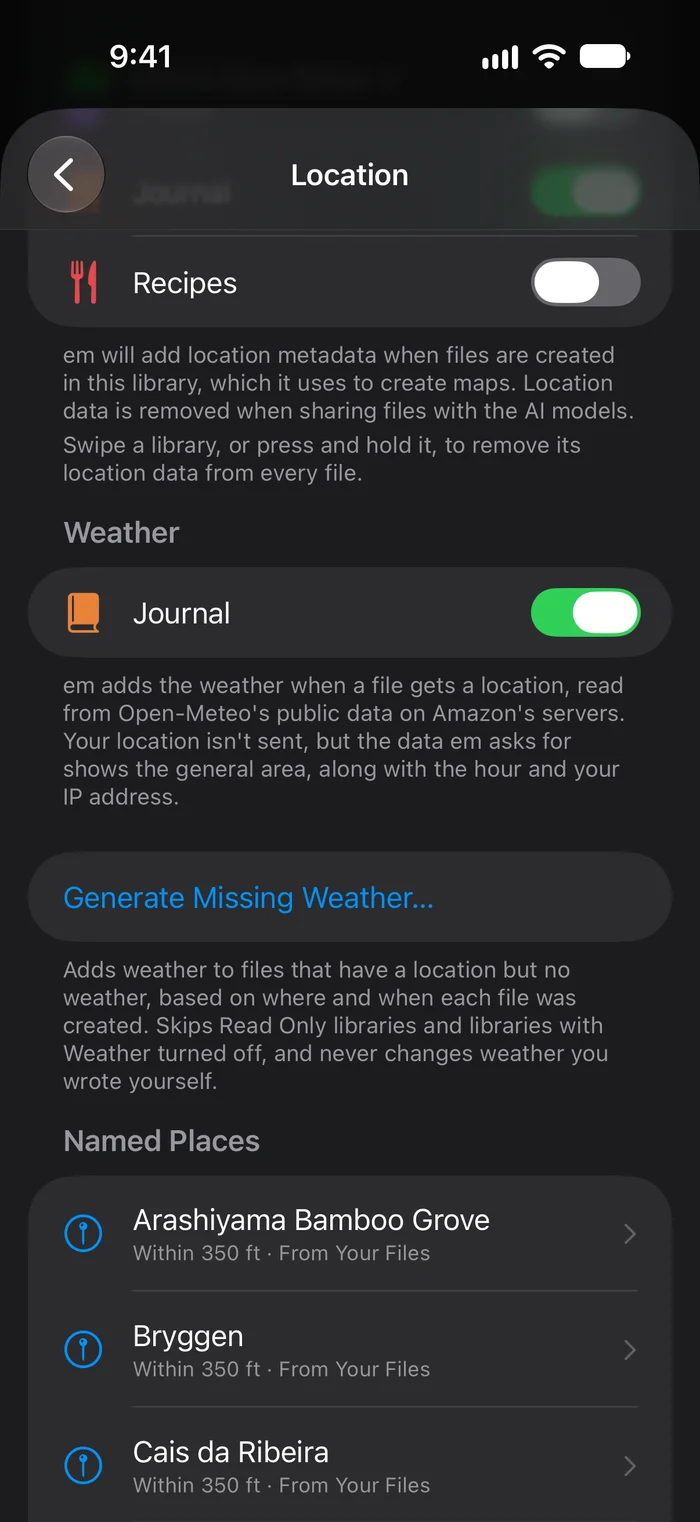 9:41
Location
Journal
Recipes
em will add location metadata when files are created
in this library, which it uses to create maps. Location
data is removed when sharing files with the AI models.
Swipe a library, or press and hold it, to remove its
location data from every file.
Weather
Journal
em adds the weather when a file gets a location, read
from Open-Meteo's public data on Amazon's servers.
Your location isn't sent, but the data em asks for
shows the general area, along with the hour and your
IP address.
Generate Missing Weather...
Adds weather to files that have a location but no
weather, based on where and when each file was
created. Skips Read Only libraries and libraries with
Weather turned off, and never changes weather you
wrote yourself.
Named Places
Arashiyama Bamboo Grove
Within 350 ft · From Your Files
Bryggen
Within 350 ft · From Your Files
Cais da Ribeira
Within 350 ft · From Your Files